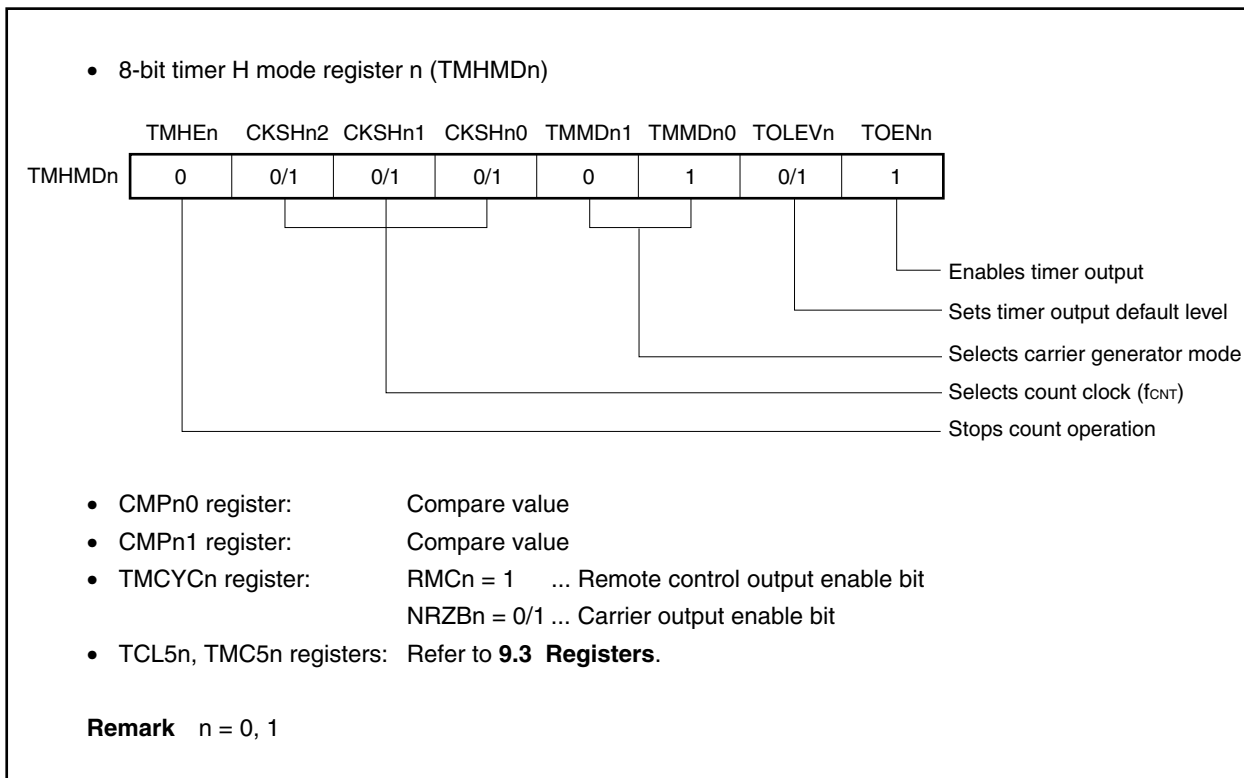 • 8-bit timer H mode register n (TMHMDn)
TMHEn CKSHn2 CKSHn1 CKSHn0 TMMDn1 TMMDn0 TOLEVn TOENn
TMHMDn 0 0/1 0/1 0/1 0 1 0/1 1
Enables timer output
Sets timer output default level
Selects carrier generator mode
Selects count clock (fCNT)
Stops count operation
• CMPn0 register: Compare value
• CMPn1 register: Compare value
• TMCYCn register: RMCn = 1 ... Remote control output enable bit
NRZBn = 0/1 ... Carrier output enable bit
• TCL5n, TMC5n registers: Refer to 9.3 Registers.
Remark n = 0, 1